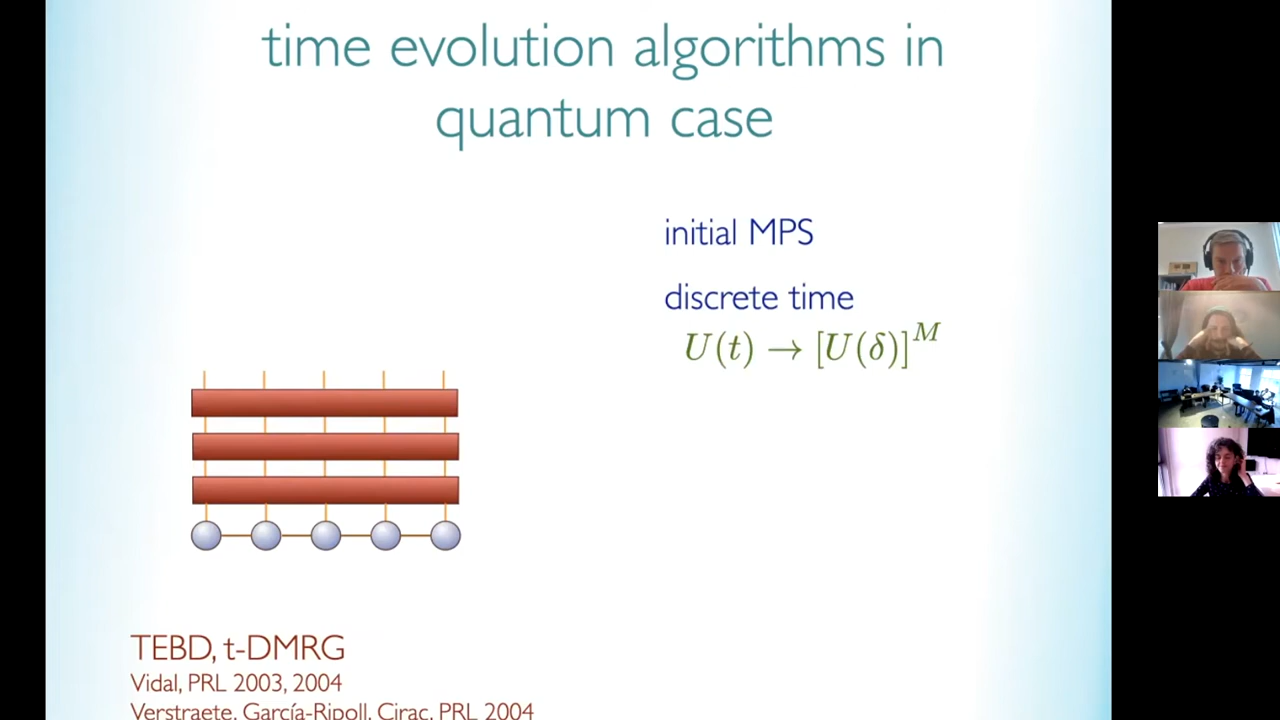 time evolution algorithms in
quantum case
initial MPS
discrete time
U(t) → [U(δ)]^M
TEBD, t-DMRG
Vidal, PRL 2003, 2004
Verstraete, García-Ripoll, Cirac, PRL 2004